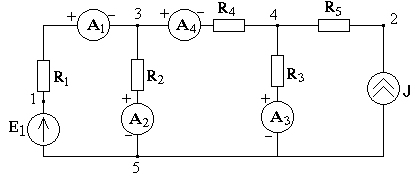 + A1 - 3 + A4 - R4 4 R5 2
R1 R2 R3
1 J
E1 + A2 - + A3 -
5